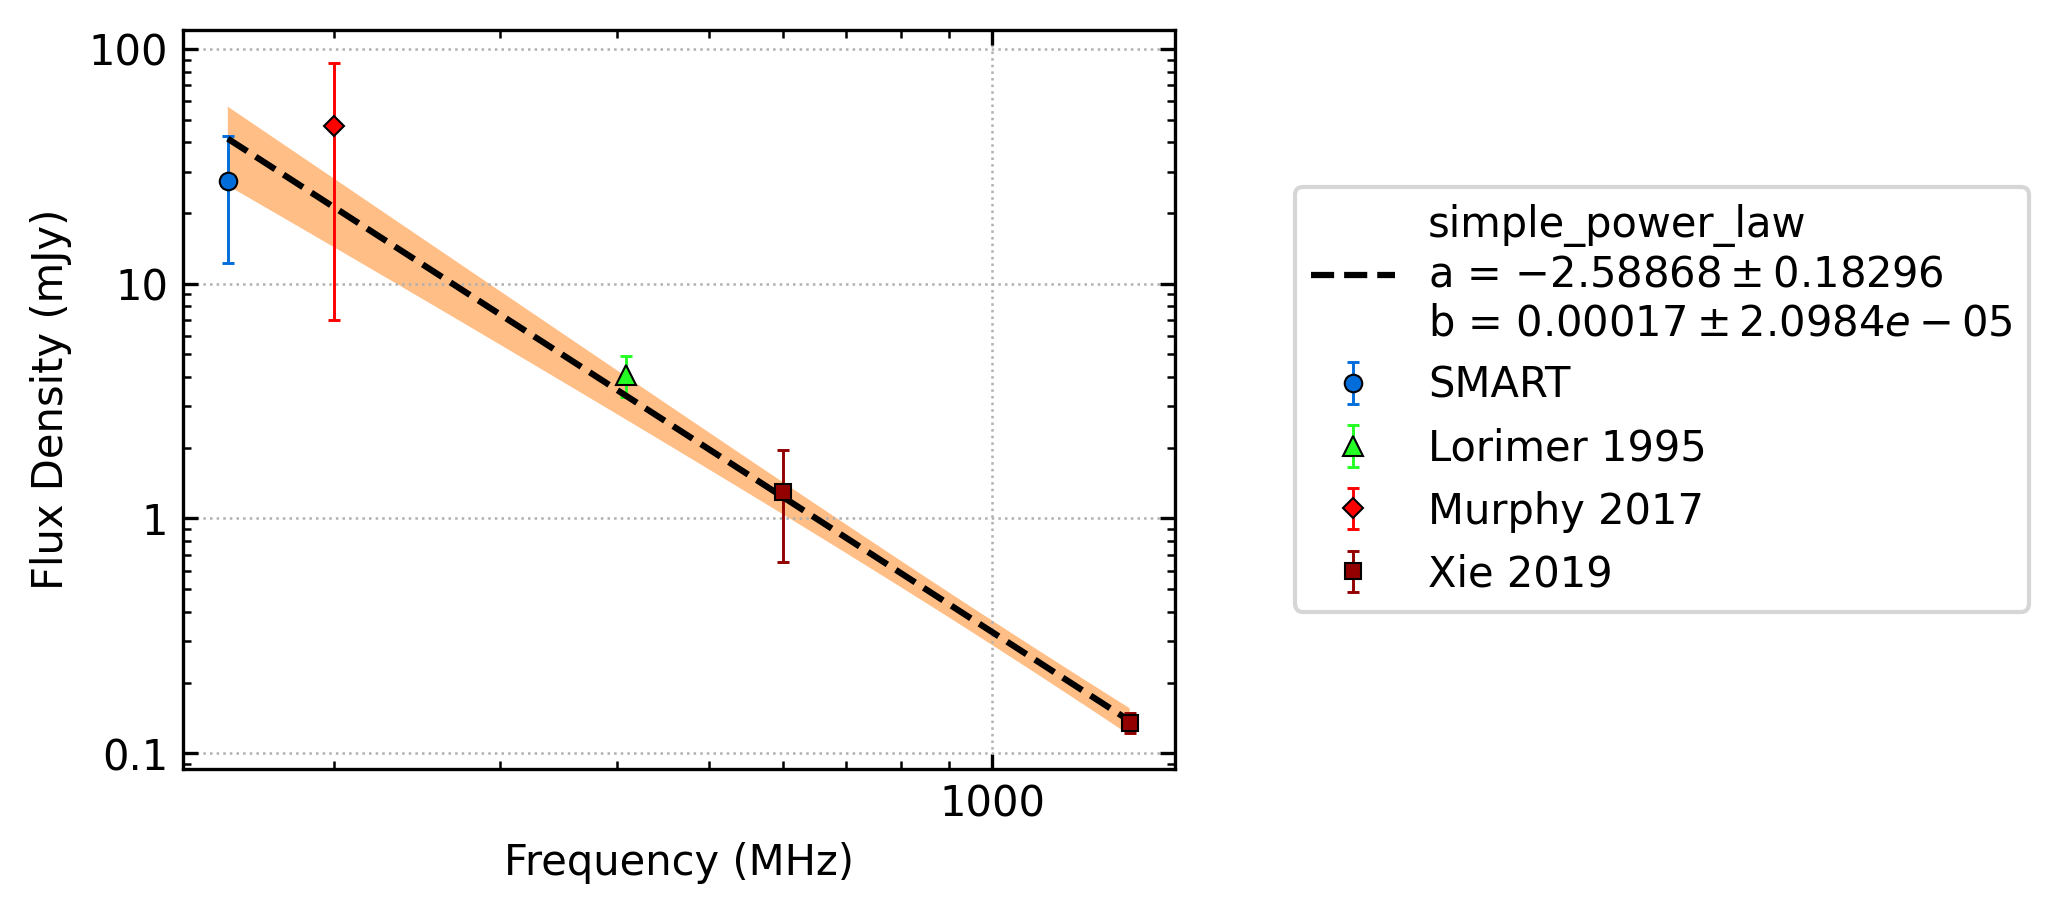 100
10
1
0.1
Flux Density (mJy)
1000
Frequency (MHz)
simple_power_law
a = −2.58868 ± 0.18296
b = 0.00017 ± 2.0984e − 05
SMART
Lorimer 1995
Murphy 2017
Xie 2019